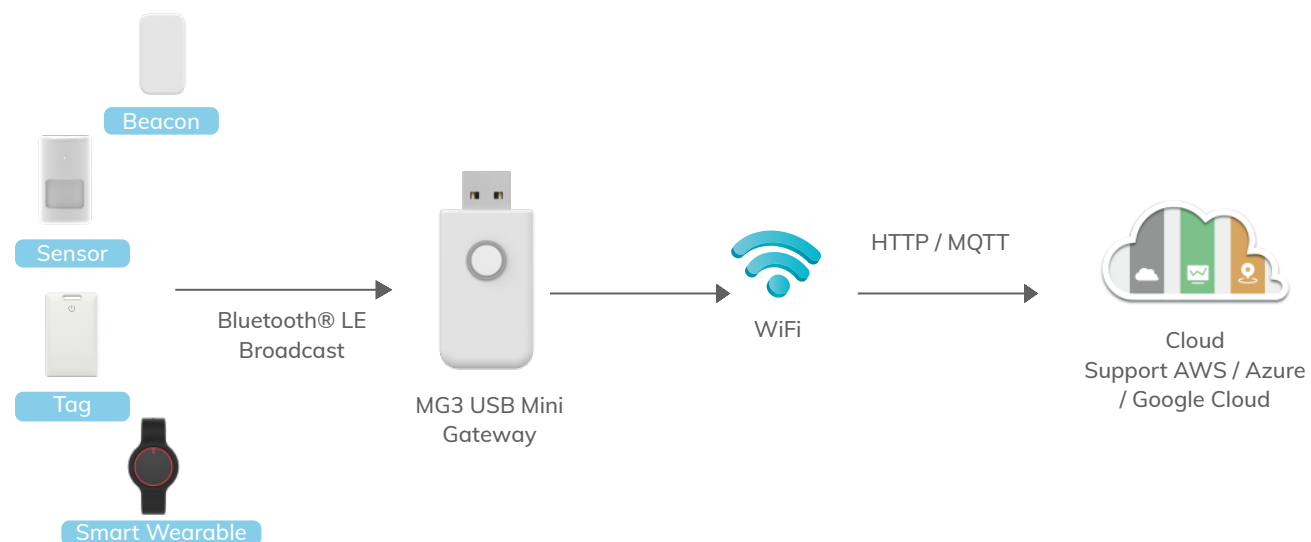 Beacon
Sensor
Tag
Smart Wearable
Bluetooth® LE
Broadcast
MG3 USB Mini
Gateway
WiFi
HTTP / MQTT
Cloud
Support AWS / Azure
/ Google Cloud